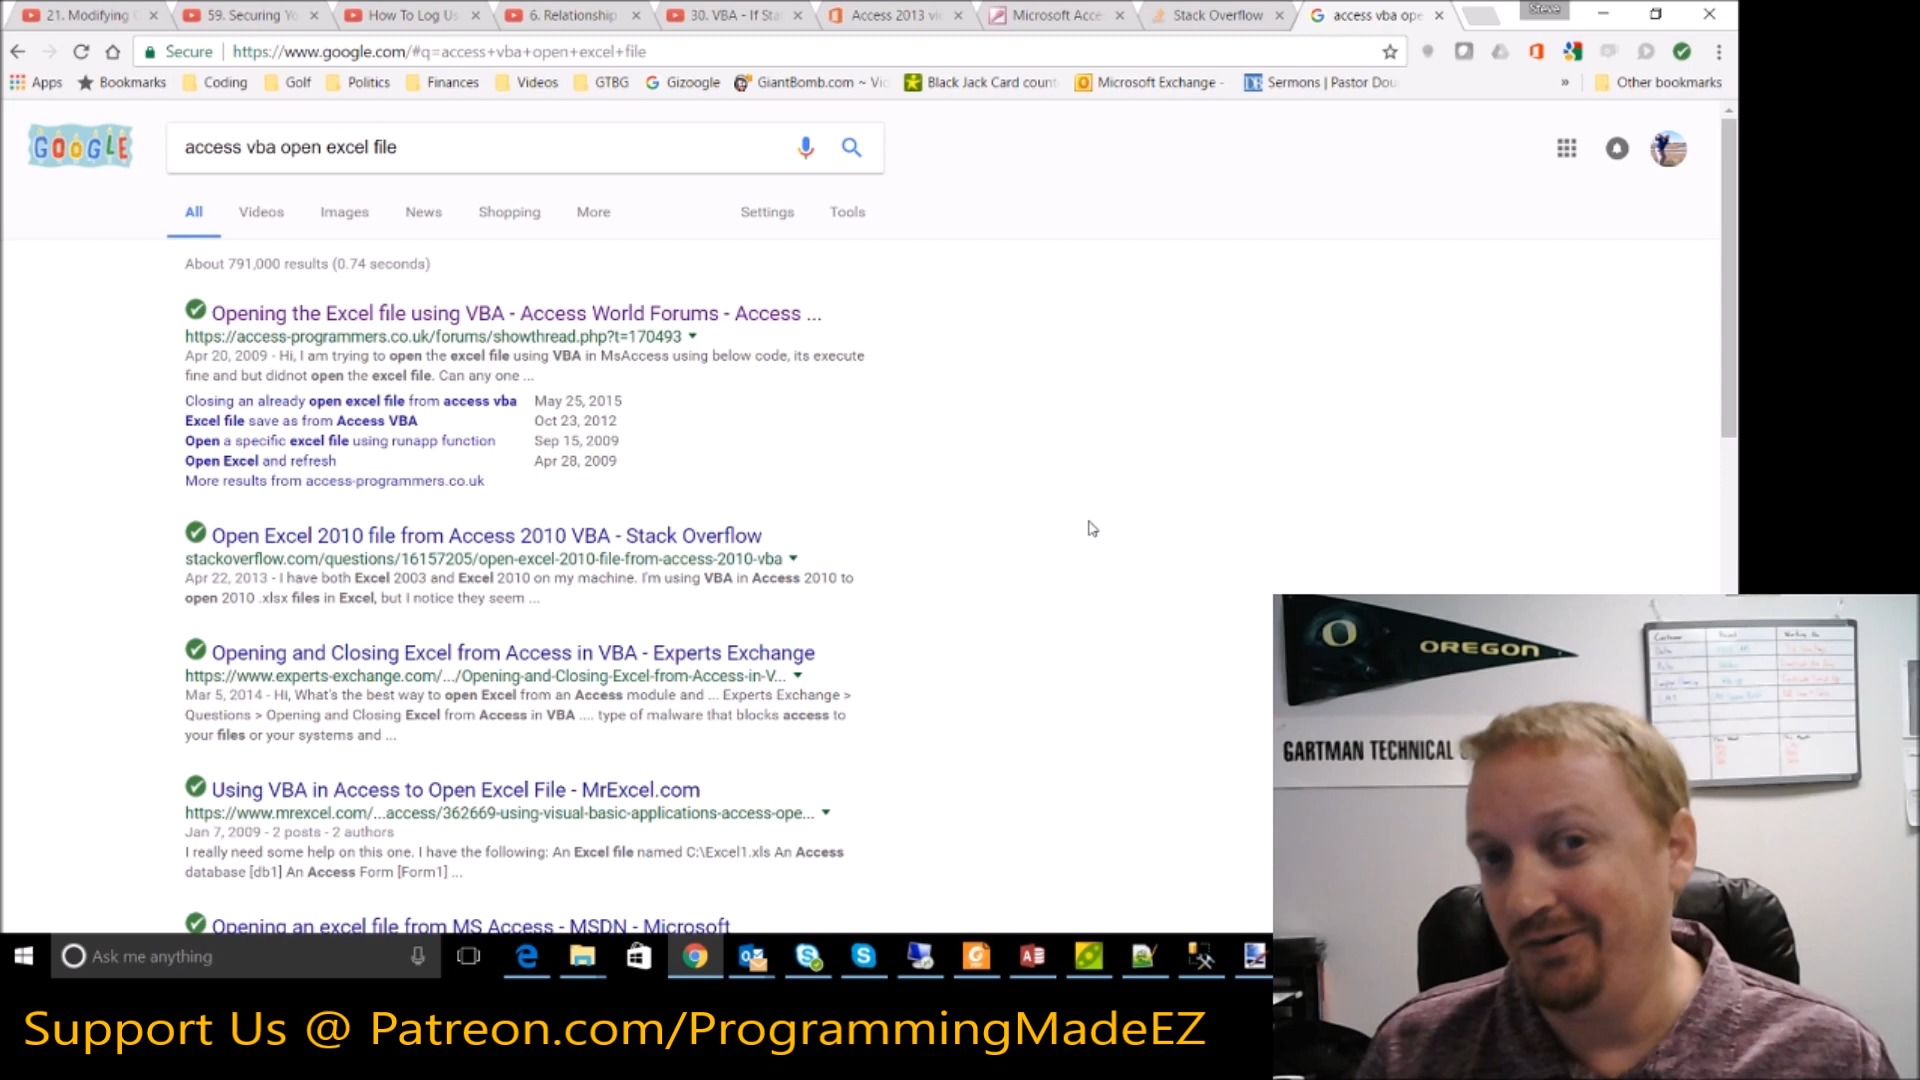 21. Modifying
59. Securing Yo
How To Log Us
6. Relationship
30. VBA - If Sta
Access 2013 vi
Microsoft Acce
Stack Overflow
access vba ope
Steve
Secure
https://www.google.com/#q=access+vba+open+excel+file
Apps
Bookmarks
Coding
Golf
Politics
Finances
Videos
GTBG
Gizoogle
GiantBomb.com ~ Vi
Black Jack Card count
Microsoft Exchange -
Sermons | Pastor Dou
»
Other bookmarks
GOOGLE
access vba open excel file
All
Videos
Images
News
Shopping
More
Settings
Tools
About 791,000 results (0.74 seconds)
Opening the Excel file using VBA - Access World Forums - Access ...
https://access-programmers.co.uk/forums/showthread.php?t=170493
Apr 20, 2009 - Hi, I am trying to open the excel file using VBA in MsAccess using below code, its execute
fine and but didnot open the excel file. Can any one ...
Closing an already open excel file from access vba May 25, 2015
Excel file save as from Access VBA Oct 23, 2012
Open a specific excel file using runapp function Sep 15, 2009
Open Excel and refresh Apr 28, 2009
More results from access-programmers.co.uk
Open Excel 2010 file from Access 2010 VBA - Stack Overflow
stackoverflow.com/questions/16157205/open-excel-2010-file-from-access-2010-vba
Apr 22, 2013 - I have both Excel 2003 and Excel 2010 on my machine. I'm using VBA in Access 2010 to
open 2010 .xlsx files in Excel, but I notice they seem ...
Opening and Closing Excel from Access in VBA - Experts Exchange
https://www.experts-exchange.com/.../Opening-and-Closing-Excel-from-Access-in-V...
Mar 5, 2014 - Hi, What's the best way to open Excel from an Access module and ... Experts Exchange >
Questions > Opening and Closing Excel from Access in VBA .... type of malware that blocks access to
your files or your systems and ...
Using VBA in Access to Open Excel File - MrExcel.com
https://www.mrexcel.com/...access/362669-using-visual-basic-applications-access-ope...
Jan 7, 2009 - 2 posts - 2 authors
I really need some help on this one. I have the following: An Excel file named C:\Excel1.xls An Access
database [db1] An Access Form [Form1] ...
Opening an excel file from MS Access - MSDN - Microsoft
O OREGON
GARTMAN TECHNICAL
Customer
Ask me anything
Support Us @ Patreon.com/ProgrammingMadeEZ